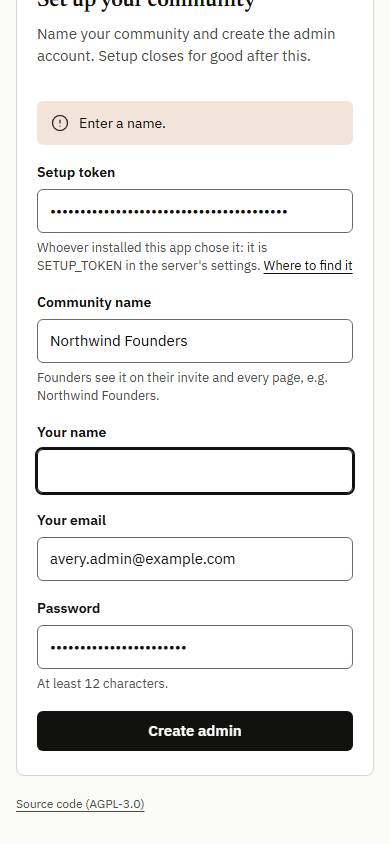 Set up your community
Name your community and create the admin
account. Setup closes for good after this.
Enter a name.
Setup token
Whoever installed this app chose it: it is
SETUP_TOKEN in the server's settings. Where to find it
Community name
Northwind Founders
Founders see it on their invite and every page, e.g.
Northwind Founders.
Your name
Your email
avery.admin@example.com
Password
At least 12 characters.
Create admin
Source code (AGPL-3.0)